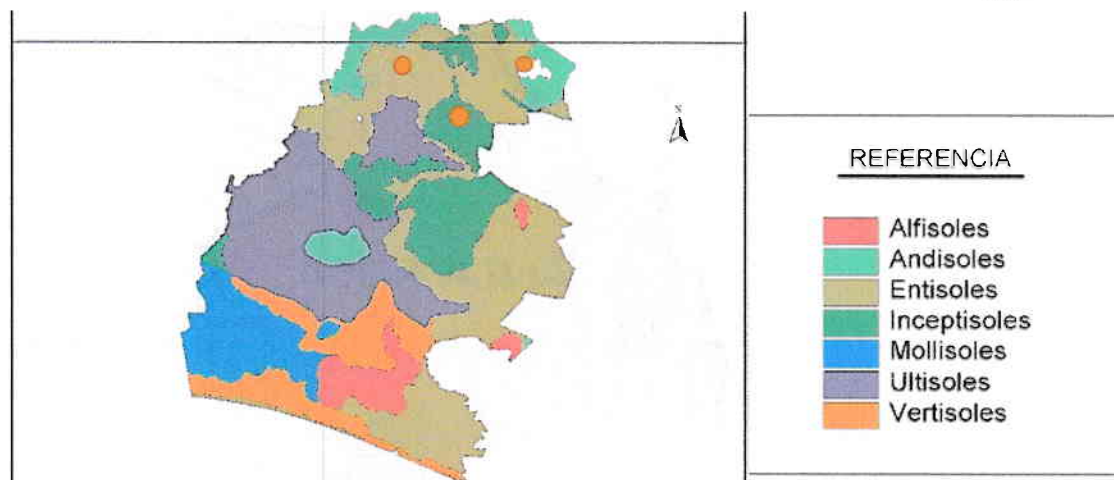 N
REFERENCIA
Alfisoles
Andisoles
Entisoles
Inceptisoles
Mollisoles
Ultisoles
Vertisoles